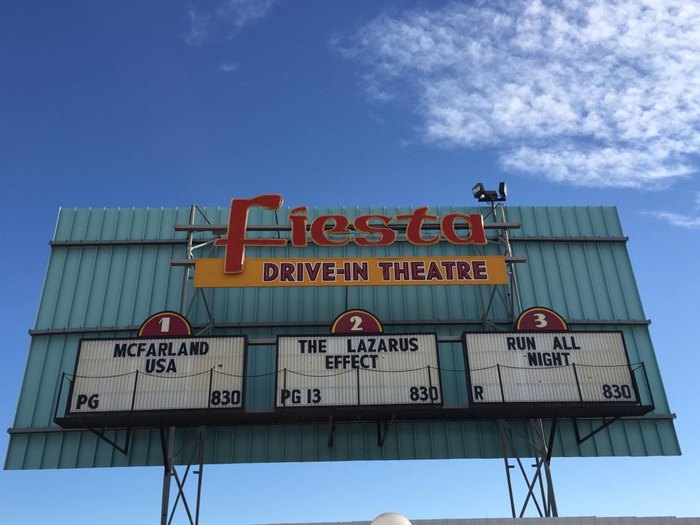 Fiesta
DRIVE-IN THEATRE
1
MCFARLAND
USA
PG 830
2
THE LAZARUS
EFFECT
PG 13 830
3
RUN ALL
NIGHT
R 830